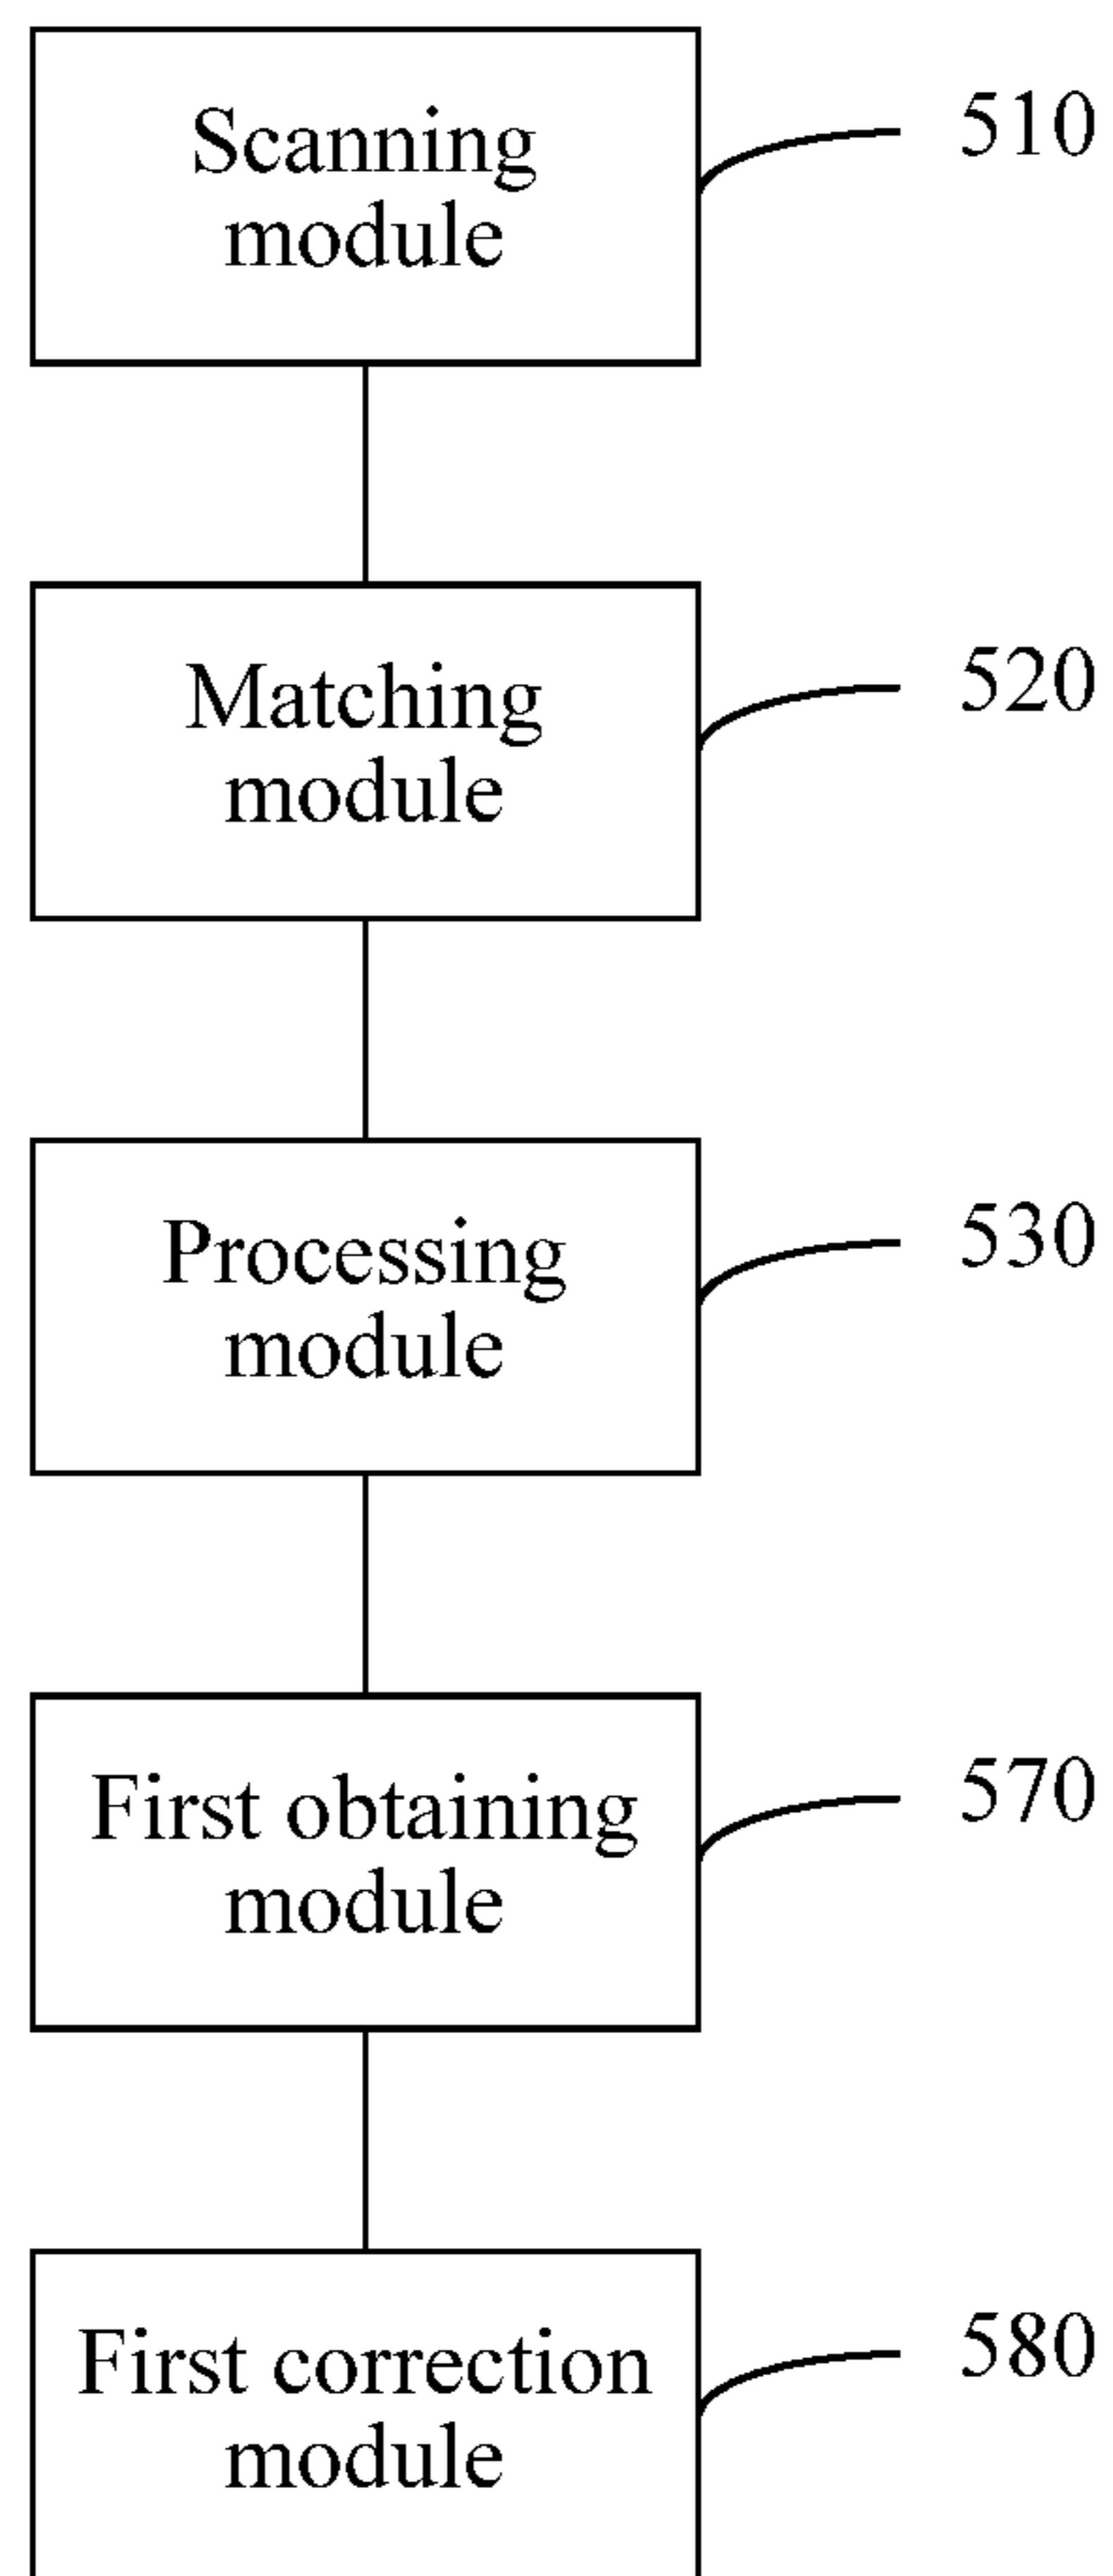 Scanning
module
510
Matching
module
520
Processing
module
530
First obtaining
module
570
First correction
module
580